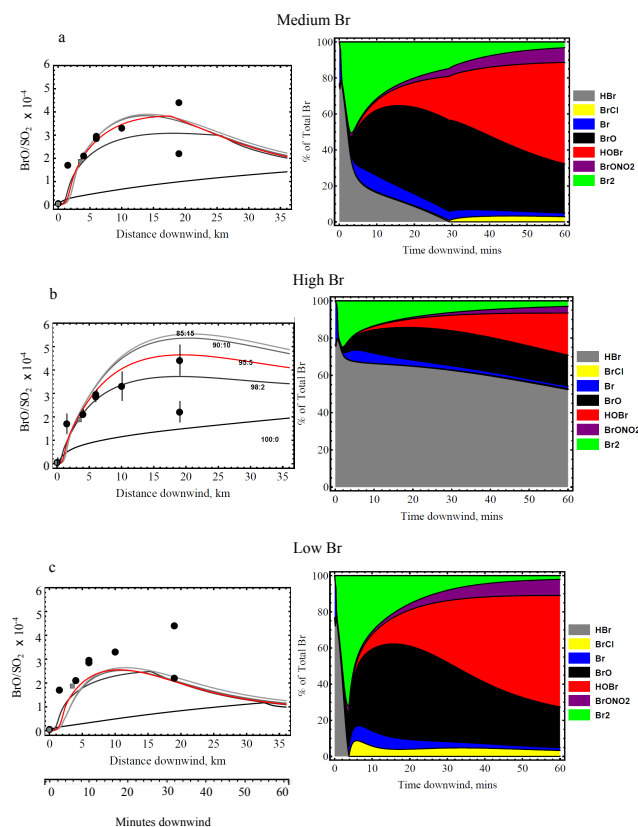 Medium Br
a
BrO/SO2 x 10-4
6
5
4
3
2
1
0
0 5 10 15 20 25 30 35
Distance downwind, km
% of Total Br
100
80
60
40
20
0
0 10 20 30 40 50 60
Time downwind, mins
HBr
BrCl
Br
BrO
HOBr
BrONO2
Br2
High Br
b
BrO/SO2 x 10-4
6
5
4
3
2
1
0
85:15
90:10
95:5
98:2
100:0
0 5 10 15 20 25 30 35
Distance downwind, km
% of Total Br
100
80
60
40
20
0
0 10 20 30 40 50 60
Time downwind, mins
HBr
BrCl
Br
BrO
HOBr
BrONO2
Br2
Low Br
c
BrO/SO2 x 10-4
6
5
4
3
2
1
0
0 5 10 15 20 25 30 35
Distance downwind, km
0 10 20 30 40 50 60
Minutes downwind
% of Total Br
100
80
60
40
20
0
0 10 20 30 40 50 60
Time downwind, mins
HBr
BrCl
Br
BrO
HOBr
BrONO2
Br2